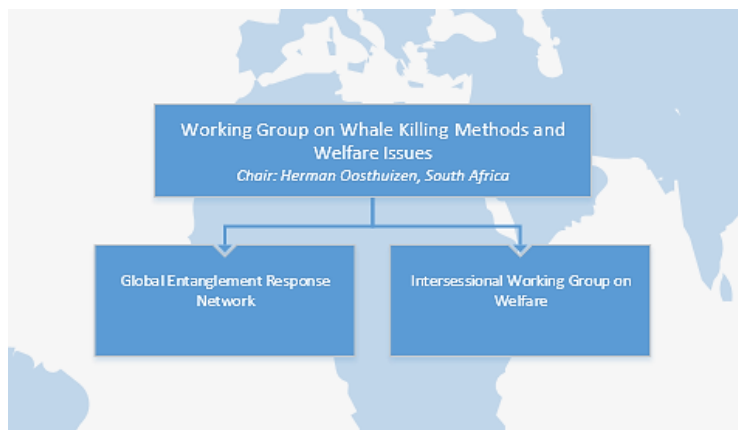 Working Group on Whale Killing Methods and
Welfare Issues
Chair: Herman Oosthuizen, South Africa
Global Entanglement Response
Network
Intersessional Working Group on
Welfare